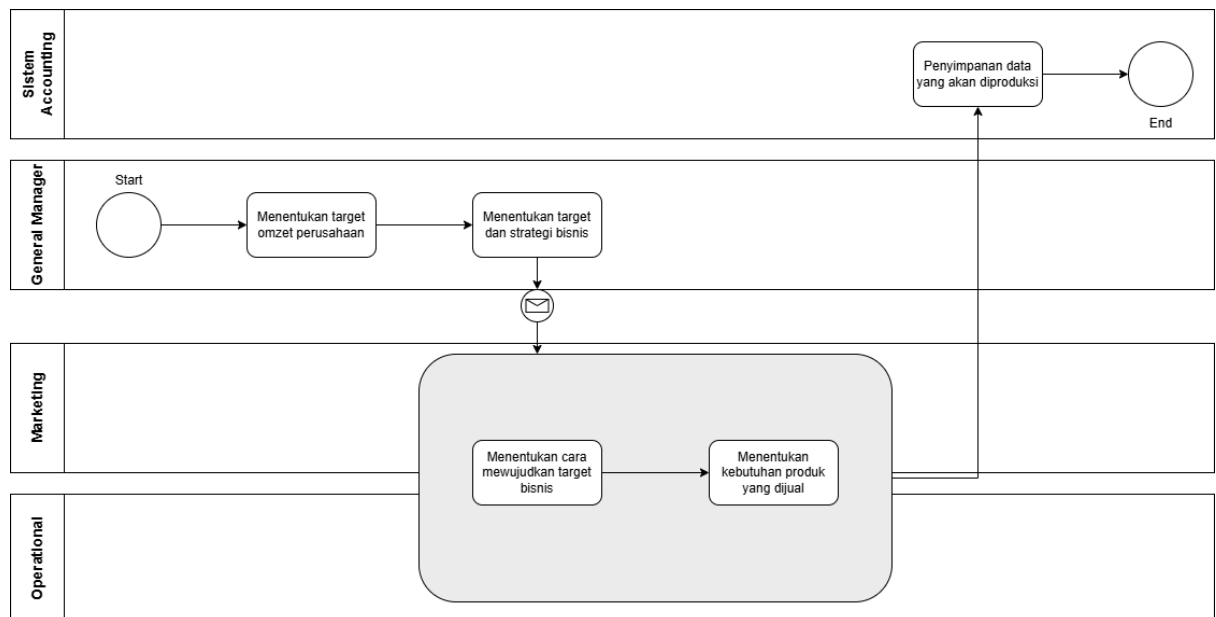 Sistem
Accounting
Penyimpanan data
yang akan diproduksi
End
General Manager
Start
Menentukan target
omzet perusahaan
Menentukan target
dan strategi bisnis
Marketing
Menentukan cara
mewujudkan target
bisnis
Menentukan
kebutuhan produk
yang dijual
Operational